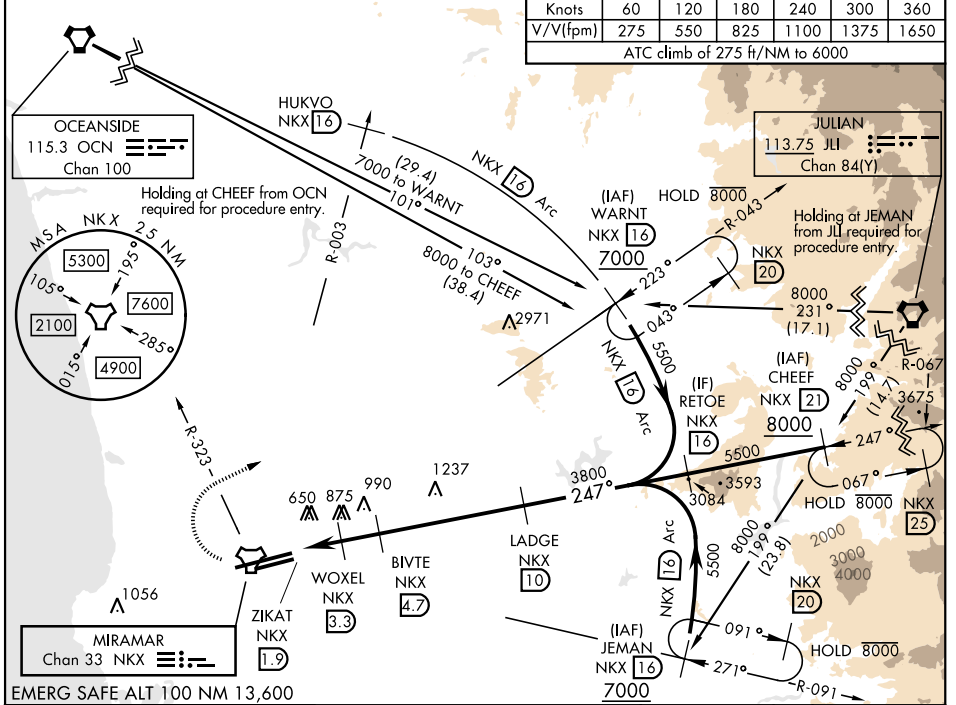 Knots 60 120 180 240 300 360
V/V(fpm) 275 550 825 1100 1375 1650
ATC climb of 275 ft/NM to 6000
OCEANSIDE
115.3 OCN
Chan 100
HUKVO
NKX 16
NKX 16 Arc
(29.4)
7000 to WARNT
101°
103°
8000 to CHEEF
(38.4)
R-003
Holding at CHEEF from OCN
required for procedure entry.
JULIAN
113.75 JLI
Chan 84(Y)
(IAF)
WARNT
NKX 16
7000
HOLD 8000
R-043
Holding at JEMAN
from JLI required for
procedure entry.
NKX
20
223°
043°
MSA NKX 25 NM
5300
195°
105°
7600
2100
285°
015°
4900
2971
8000
231°
(17.1)
5500
NKX 16 Arc
(IAF)
CHEEF
NKX 21
8000
8000
199°
(14.7)
R-067
3675
(IF)
RETOE
NKX
16
5500
247°
067°
HOLD 8000
NKX
25
3593
3084
R-323
3800
247°
650
875
990
1237
LADGE
NKX
10
BIVTE
NKX
4.7
WOXEL
NKX
3.3
ZIKAT
NKX
1.9
NKX 16 Arc
5500
8000
199°
(23.8)
2000
3000
4000
NKX
20
1056
MIRAMAR
Chan 33 NKX
(IAF)
JEMAN
NKX 16
7000
091°
271°
HOLD 8000
R-091
EMERG SAFE ALT 100 NM 13,600